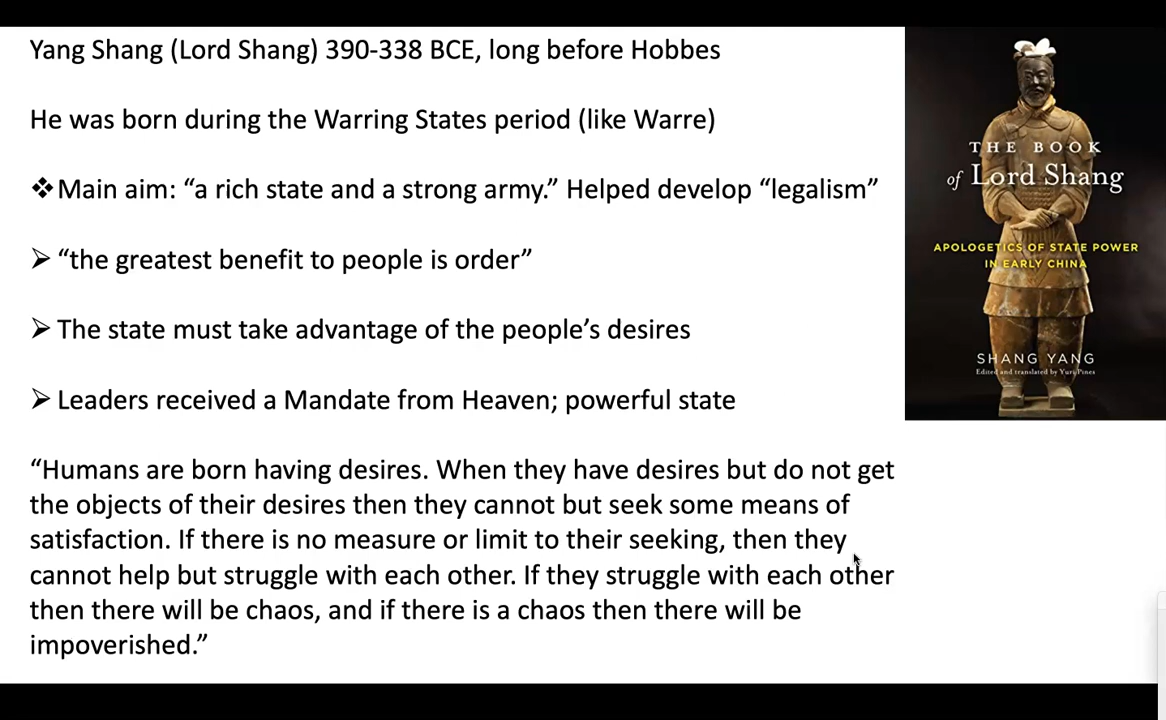 Yang Shang (Lord Shang) 390-338 BCE, long before Hobbes
He was born during the Warring States period (like Warre)
❖Main aim: “a rich state and a strong army.” Helped develop “legalism”
➢ “the greatest benefit to people is order”
➢ The state must take advantage of the people’s desires
➢ Leaders received a Mandate from Heaven; powerful state
“Humans are born having desires. When they have desires but do not get
the objects of their desires then they cannot but seek some means of
satisfaction. If there is no measure or limit to their seeking, then they
cannot help but struggle with each other. If they struggle with each other
then there will be chaos, and if there is a chaos then there will be
impoverished.”
THE BOOK
of Lord Shang
APOLOGETICS OF STATE POWER
IN EARLY CHINA
SHANG YANG
Edited and translated by Yuri Pines